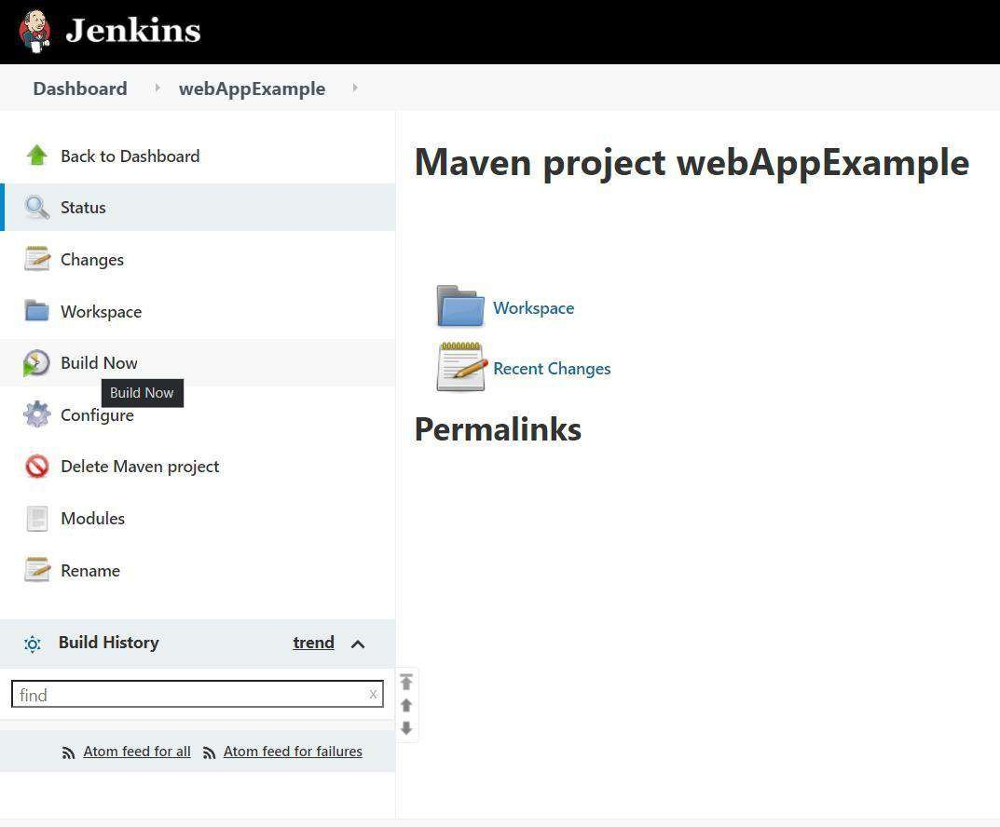 Jenkins
Dashboard webAppExample
Back to Dashboard
Status
Changes
Workspace
Build Now
Build Now
Configure
Delete Maven project
Modules
Rename
Build History trend
find x
Atom feed for all Atom feed for failures
Maven project webAppExample
Workspace
Recent Changes
Permalinks